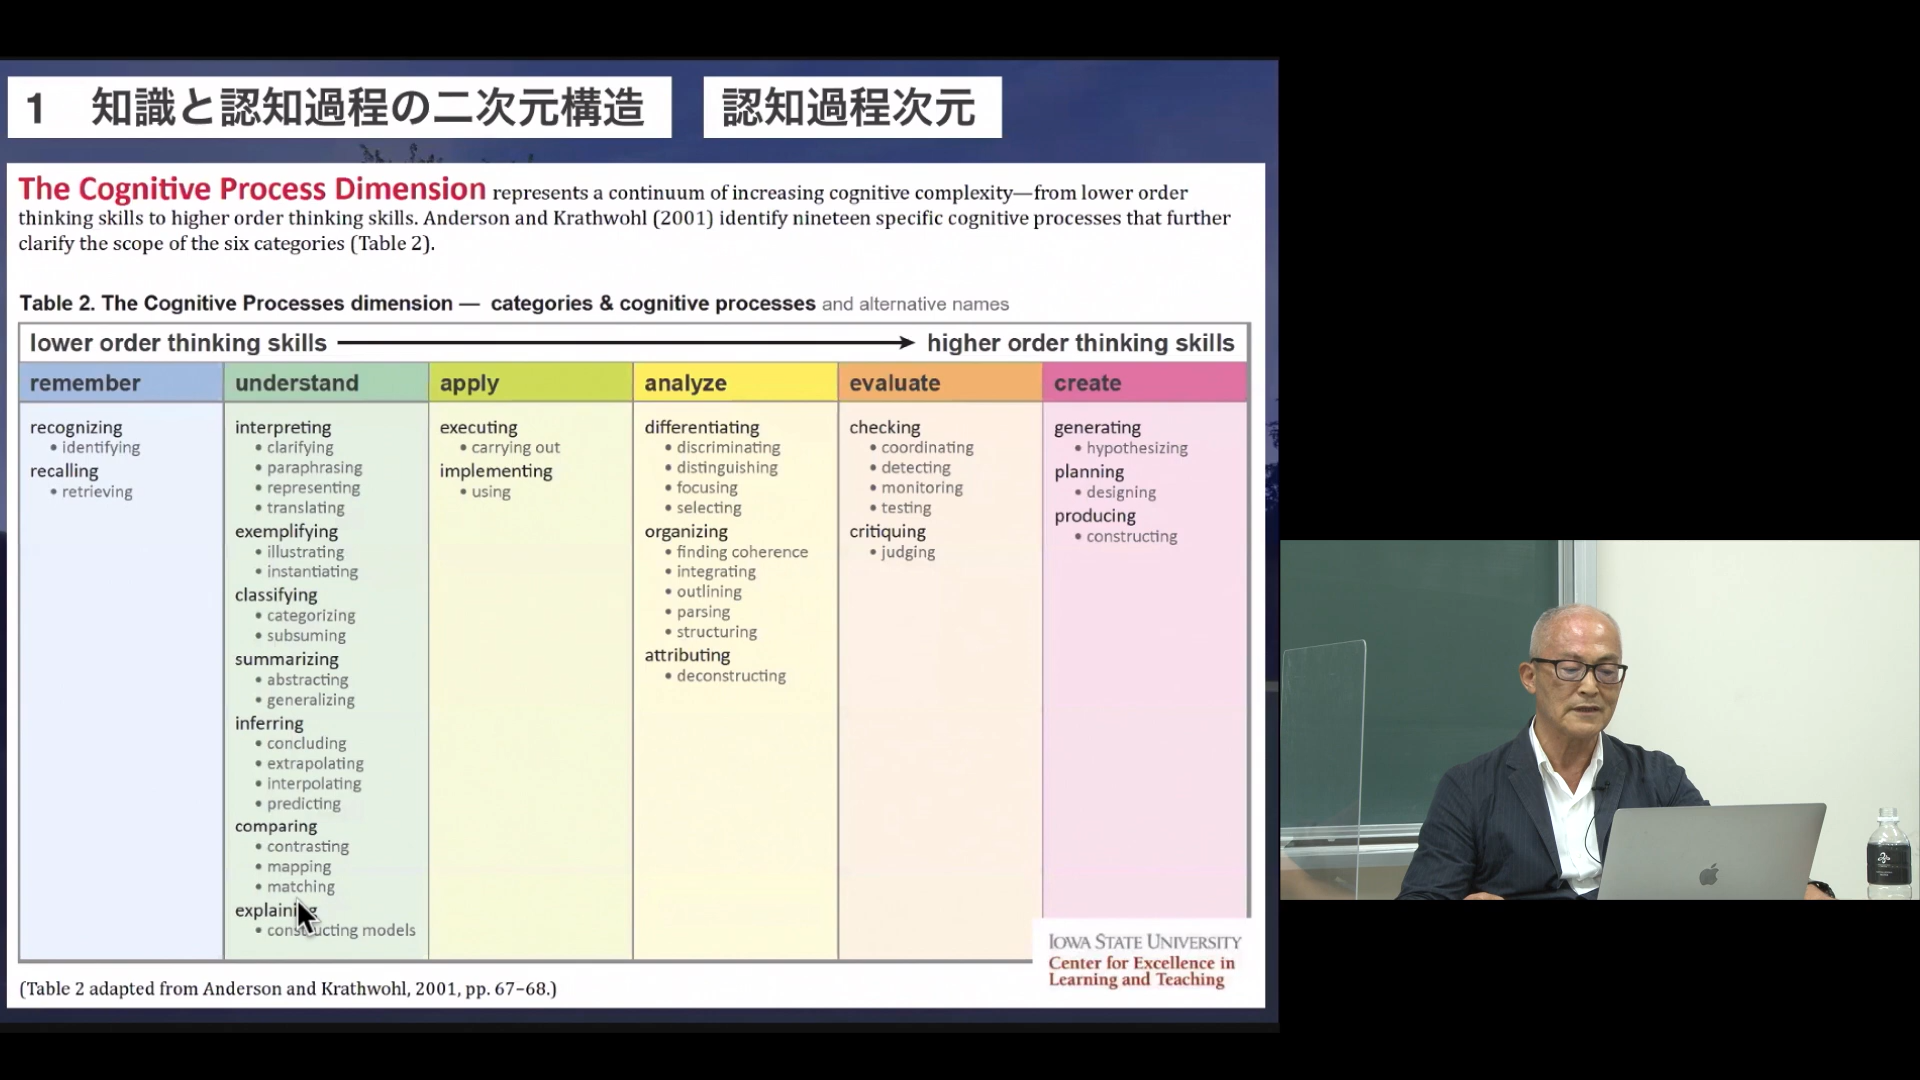 1 知識と認知過程の二次元構造
認知過程次元
The Cognitive Process Dimension represents a continuum of increasing cognitive complexity—from lower order
thinking skills to higher order thinking skills. Anderson and Krathwohl (2001) identify nineteen specific cognitive processes that further
clarify the scope of the six categories (Table 2).
Table 2. The Cognitive Processes dimension — categories & cognitive processes and alternative names
lower order thinking skills
higher order thinking skills
remember
recognizing
• identifying
recalling
• retrieving
understand
interpreting
• clarifying
• paraphrasing
• representing
• translating
exemplifying
• illustrating
• instantiating
classifying
• categorizing
• subsuming
summarizing
• abstracting
• generalizing
inferring
• concluding
• extrapolating
• interpolating
• predicting
comparing
• contrasting
• mapping
• matching
explaining
• constructing models
apply
executing
• carrying out
implementing
• using
analyze
differentiating
• discriminating
• distinguishing
• focusing
• selecting
organizing
• finding coherence
• integrating
• outlining
• parsing
• structuring
attributing
• deconstructing
evaluate
checking
• coordinating
• detecting
• monitoring
• testing
critiquing
• judging
create
generating
• hypothesizing
planning
• designing
producing
• constructing
IOWA STATE UNIVERSITY
Center for Excellence in
Learning and Teaching
(Table 2 adapted from Anderson and Krathwohl, 2001, pp. 67–68.)